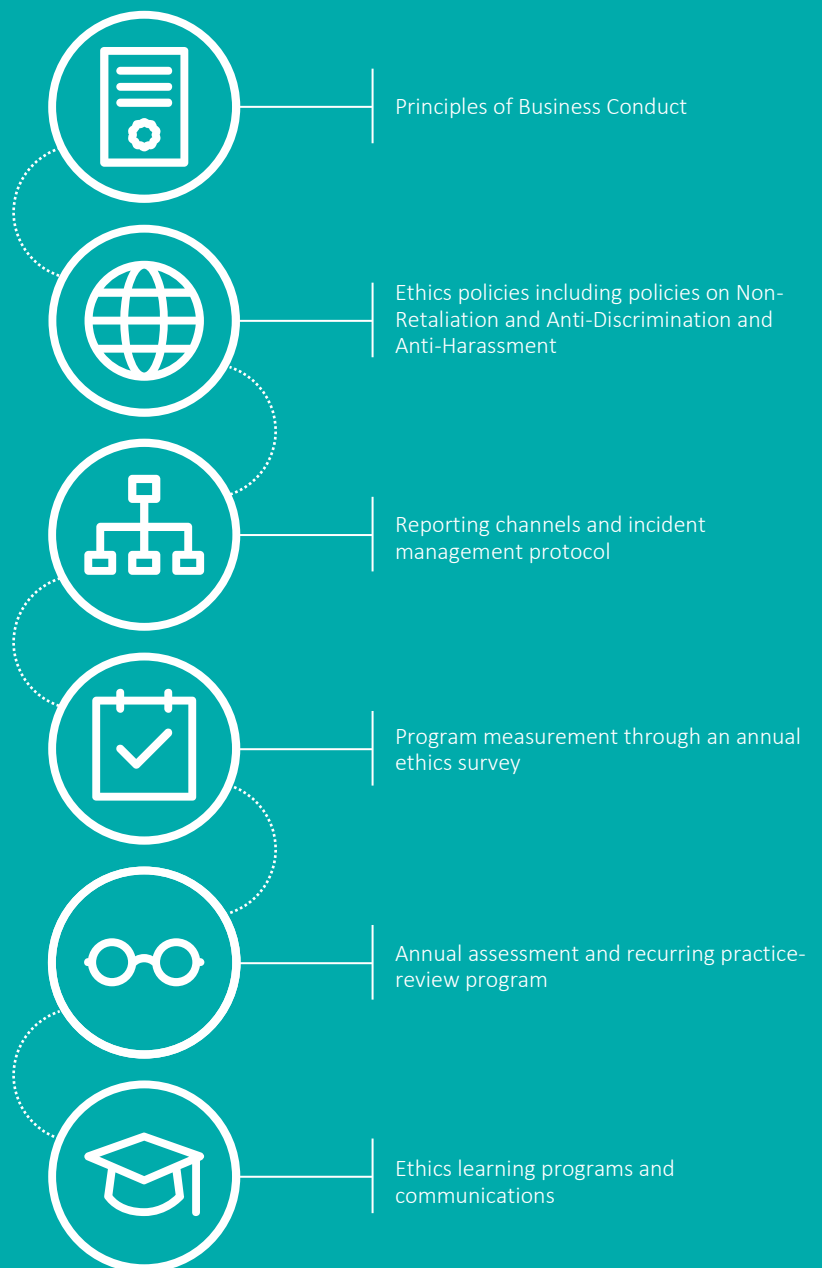 Principles of Business Conduct
Ethics policies including policies on Non-
Retaliation and Anti-Discrimination and
Anti-Harassment
Reporting channels and incident
management protocol
Program measurement through an annual
ethics survey
Annual assessment and recurring practice-
review program
Ethics learning programs and
communications